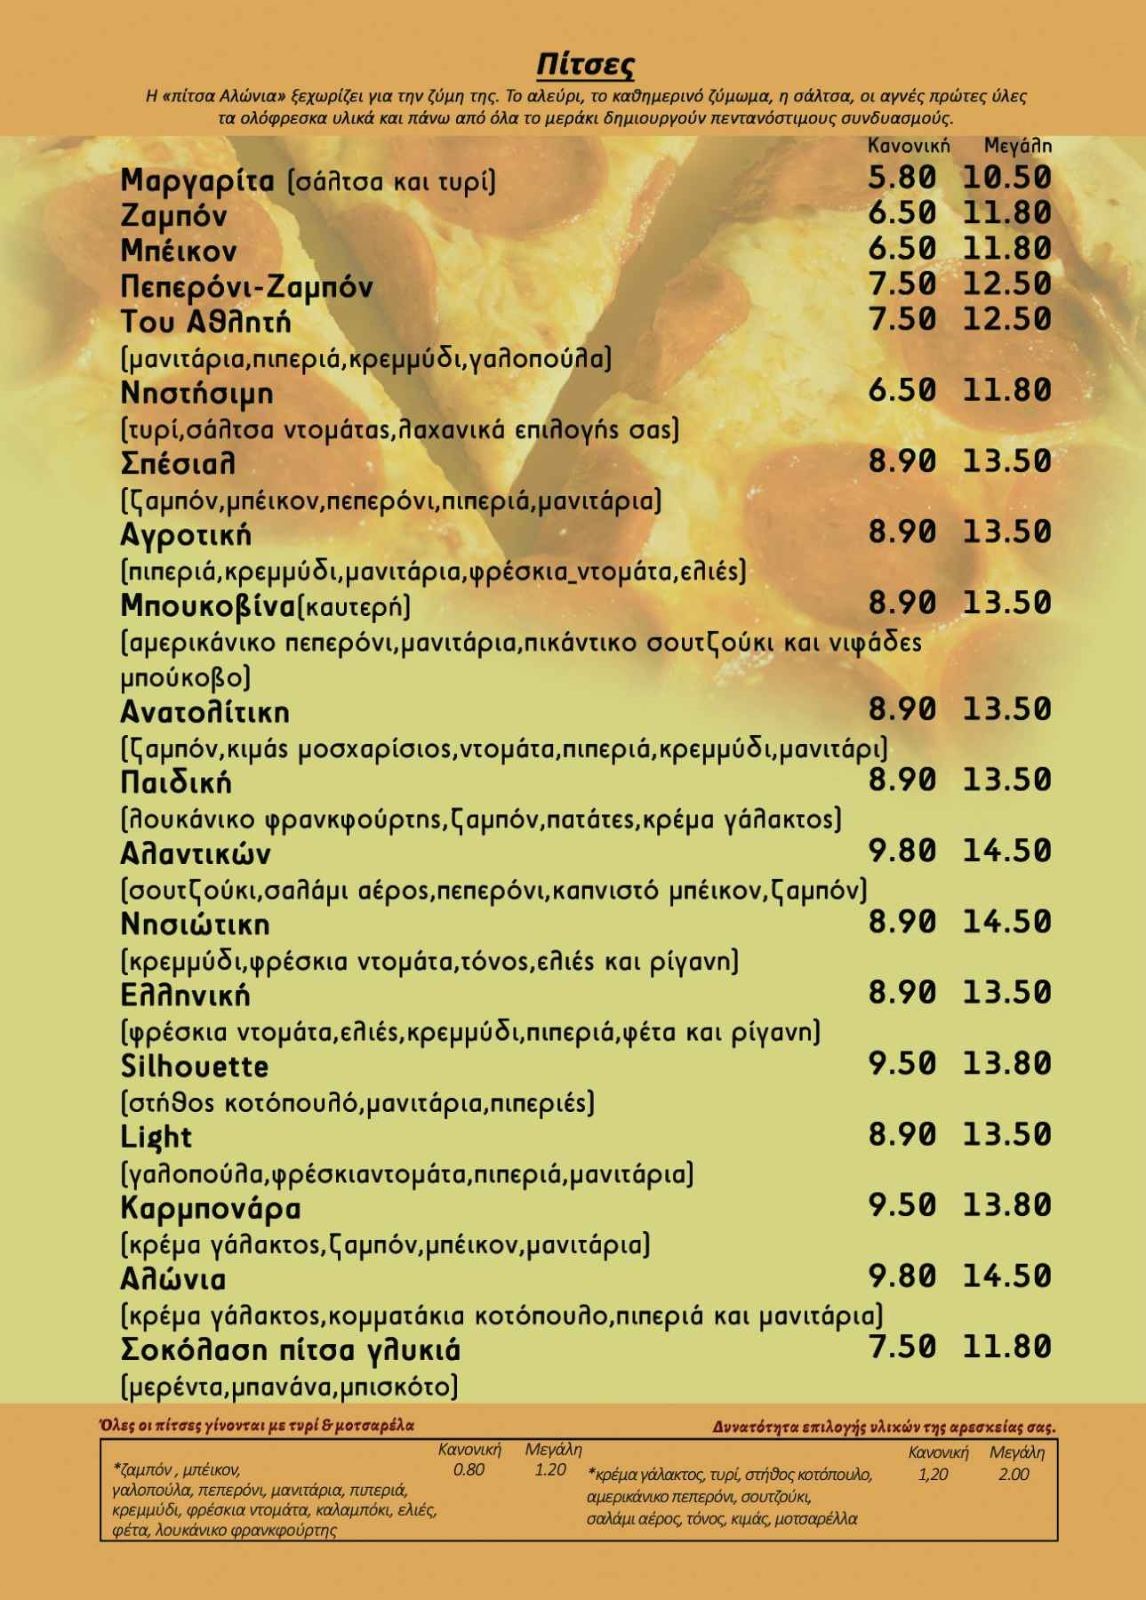 Πίτσες
Η «πίτσα Αλώνια» ξεχωρίζει για την ζύμη της. Το αλεύρι, το καθημερινό ζύμωμα, η σάλτσα, οι αγνές πρώτες ύλες
τα ολόφρεσκα υλικά και πάνω από όλα το μεράκι δημιουργούν πεντανόστιμους συνδυασμούς.
Κανονική Μεγάλη
Μαργαρίτα (σάλτσα και τυρί) 5.80 10.50
Ζαμπόν 6.50 11.80
Μπέικον 6.50 11.80
Πεπερόνι-Ζαμπόν 7.50 12.50
Του Αθλητή 7.50 12.50
(μανιτάρια,πιπεριά,κρεμμύδι,γαλοπούλα)
Νηστήσιμη 6.50 11.80
(τυρί,σάλτσα ντομάτας,λαχανικά επιλογής σας)
Σπέσιαλ 8.90 13.50
(ζαμπόν,μπέικον,πεπερόνι,πιπεριά,μανιτάρια)
Αγροτική 8.90 13.50
(πιπεριά,κρεμμύδι,μανιτάρια,φρέσκια_ντομάτα,ελιές)
Μπουκοβίνα(καυτερή) 8.90 13.50
(αμερικάνικο πεπερόνι,μανιτάρια,πικάντικο σουτζούκι και νιφάδες
μπούκοβο)
Ανατολίτικη 8.90 13.50
(ζαμπόν,κιμάς μοσχαρίσιος,ντομάτα,πιπεριά,κρεμμύδι,μανιτάρι)
Παιδική 8.90 13.50
(λουκάνικο φρανκφούρτης,ζαμπόν,πατάτες,κρέμα γάλακτος)
Αλαντικών 9.80 14.50
(σουτζούκι,σαλάμι αέρος,πεπερόνι,καπνιστό μπέικον,ζαμπόν)
Νησιώτικη 8.90 14.50
(κρεμμύδι,φρέσκια ντομάτα,τόνος,ελιές και ρίγανη)
Ελληνική 8.90 13.50
(φρέσκια ντομάτα,ελιές,κρεμμύδι,πιπεριά,φέτα και ρίγανη)
Silhouette 9.50 13.80
(στήθος κοτόπουλό,μανιτάρια,πιπεριές)
Light 8.90 13.50
(γαλοπούλα,φρέσκιαντομάτα,πιπεριά,μανιτάρια)
Καρμπονάρα 9.50 13.80
(κρέμα γάλακτος,ζαμπόν,μπέικον,μανιτάρια)
Αλώνια 9.80 14.50
(κρέμα γάλακτος,κομματάκια κοτόπουλο,πιπεριά και μανιτάρια)
Σοκόλαση πίτσα γλυκιά 7.50 11.80
(μερέντα,μπανάνα,μπισκότο)
Όλες οι πίτσες γίνονται με τυρί & μοτσαρέλα
Δυνατότητα επιλογής υλικών της αρεσκείας σας.
Κανονική Μεγάλη
*ζαμπόν , μπέικον, 0.80 1.20
γαλοπούλα, πεπερόνι, μανιτάρια, πιπεριά,
κρεμμύδι, φρέσκια ντομάτα, καλαμπόκι, ελιές,
φέτα, λουκάνικο φρανκφούρτης
Κανονική Μεγάλη
*κρέμα γάλακτος, τυρί, στήθος κοτόπουλο, 1,20 2.00
αμερικάνικο πεπερόνι, σουτζούκι,
σαλάμι αέρος, τόνος, κιμάς, μοτσαρέλλα